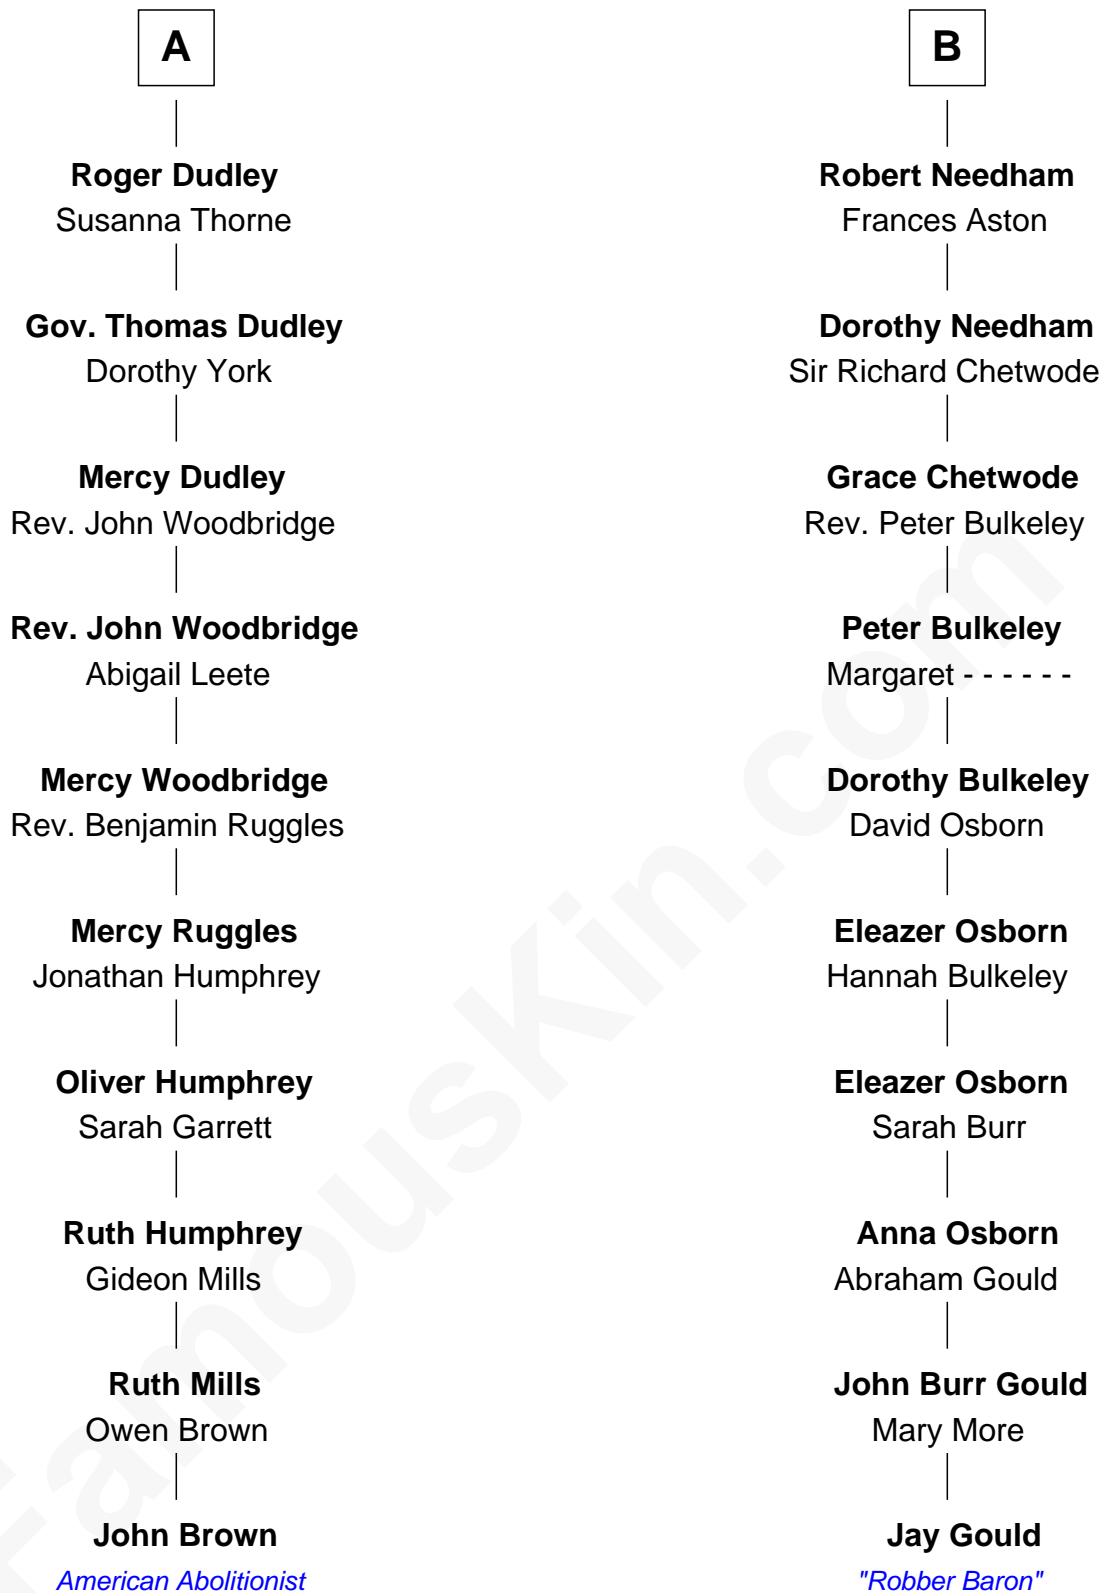 A
Roger Dudley
Susanna Thorne
Gov. Thomas Dudley
Dorothy York
Mercy Dudley
Rev. John Woodbridge
Rev. John Woodbridge
Abigail Leete
Mercy Woodbridge
Rev. Benjamin Ruggles
Mercy Ruggles
Jonathan Humphrey
Oliver Humphrey
Sarah Garrett
Ruth Humphrey
Gideon Mills
Ruth Mills
Owen Brown
John Brown
American Abolitionist
B
Robert Needham
Frances Aston
Dorothy Needham
Sir Richard Chetwode
Grace Chetwode
Rev. Peter Bulkeley
Peter Bulkeley
Margaret - - - - - -
Dorothy Bulkeley
David Osborn
Eleazer Osborn
Hannah Bulkeley
Eleazer Osborn
Sarah Burr
Anna Osborn
Abraham Gould
John Burr Gould
Mary More
Jay Gould
"Robber Baron"
FamousKin.com